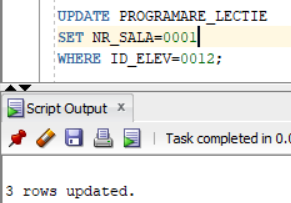 UPDATE PROGRAMARE_LECTIE
SET NR_SALA=0001
WHERE ID_ELEV=0012;
Script Output x
Task completed in 0.0
3 rows updated.